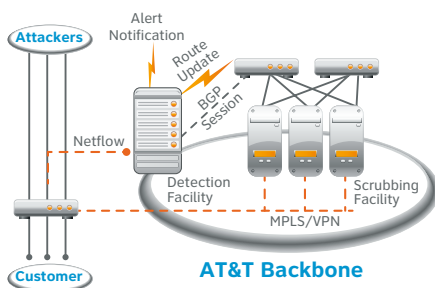 Attackers
Alert
Notification
Route
Update
BGP
Session
Netflow
Detection
Facility
Scrubbing
Facility
MPLS/VPN
Customer
AT&T Backbone